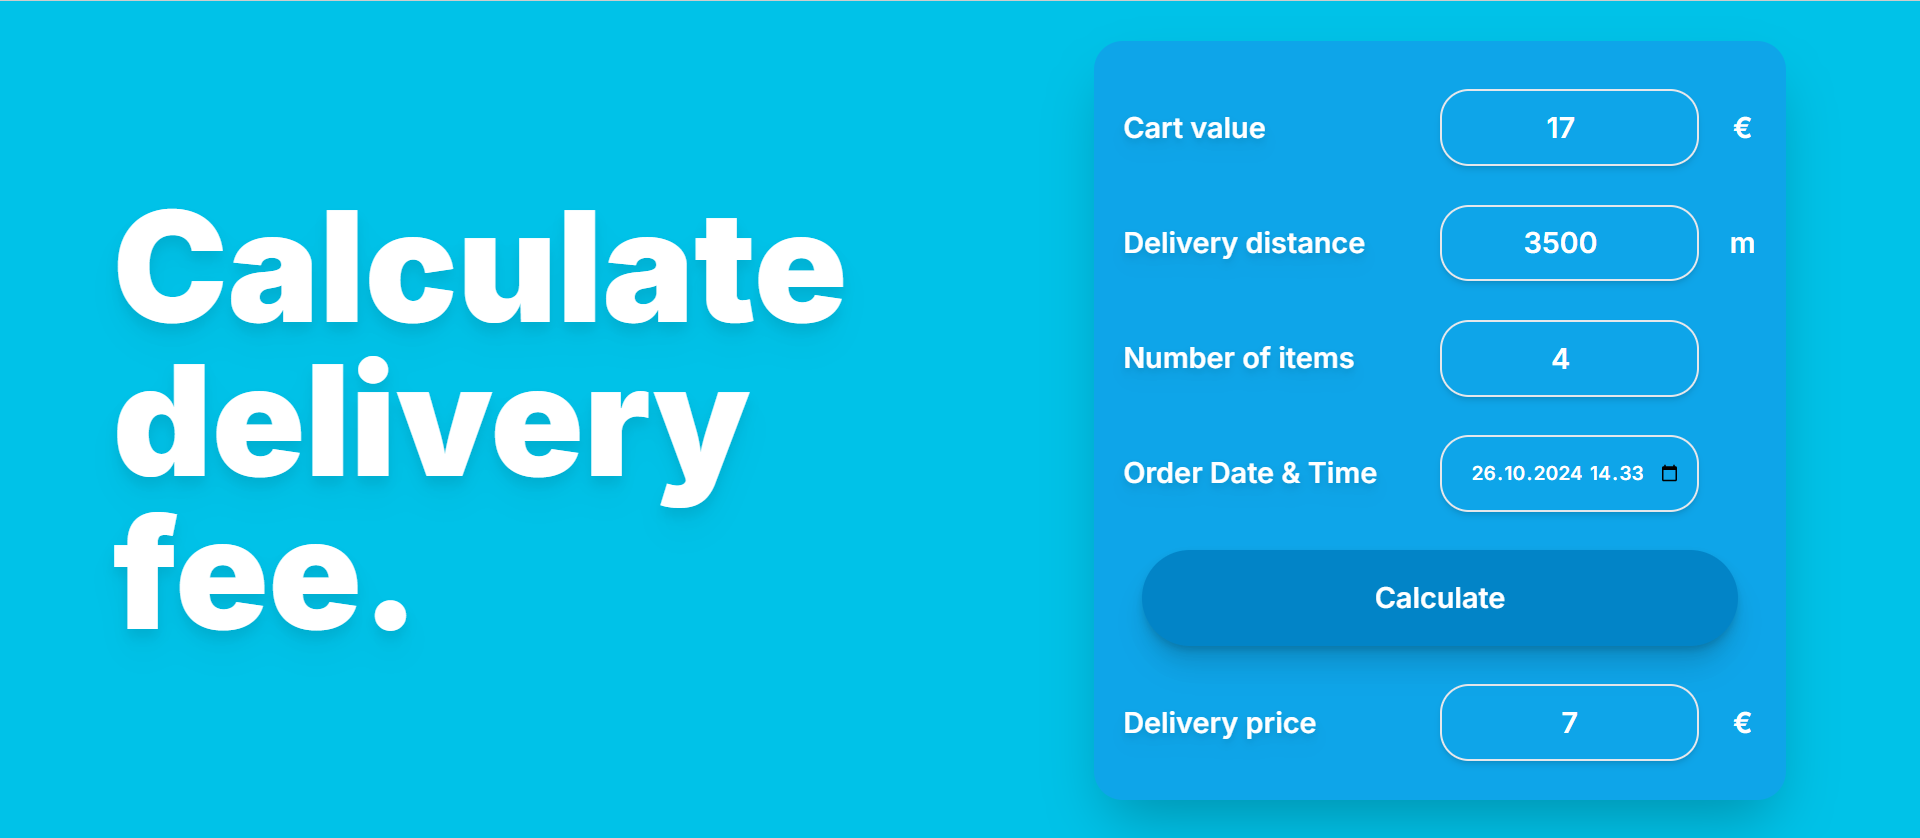 Calculate
delivery
fee.
Cart value 17 €
Delivery distance 3500 m
Number of items 4
Order Date & Time 26.10.2024 14.33
Calculate
Delivery price 7 €